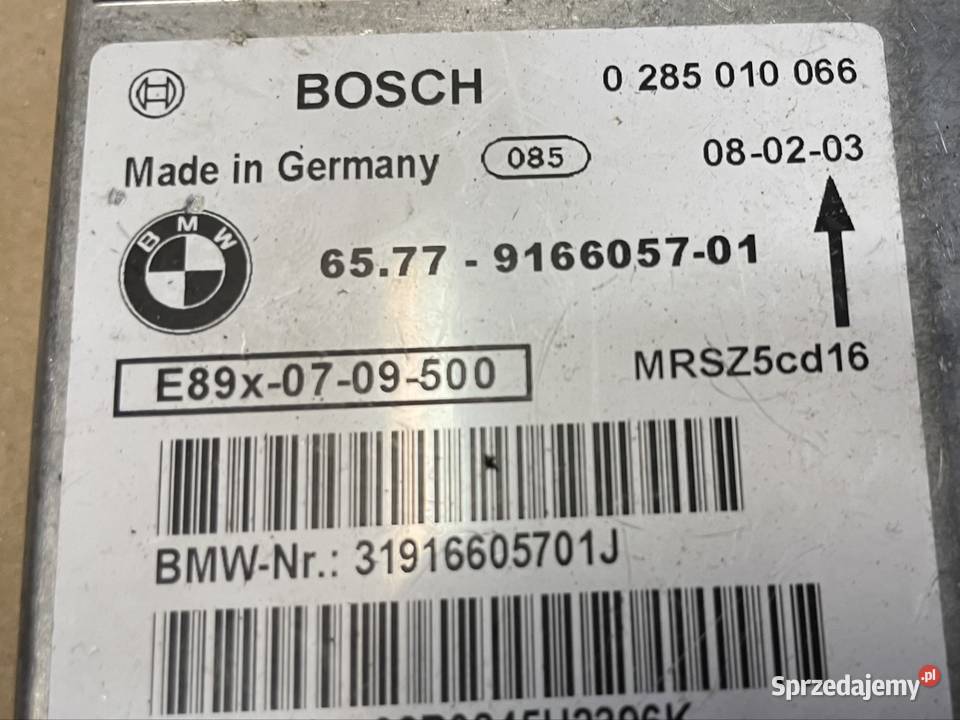 BOSCH 0 285 010 066
Made in Germany 085 08-02-03
BMW
65.77 - 9166057-01
E89x-07-09-500 MRSZ5cd16
BMW-Nr.: 31916605701J
Sprzedajemy.pl